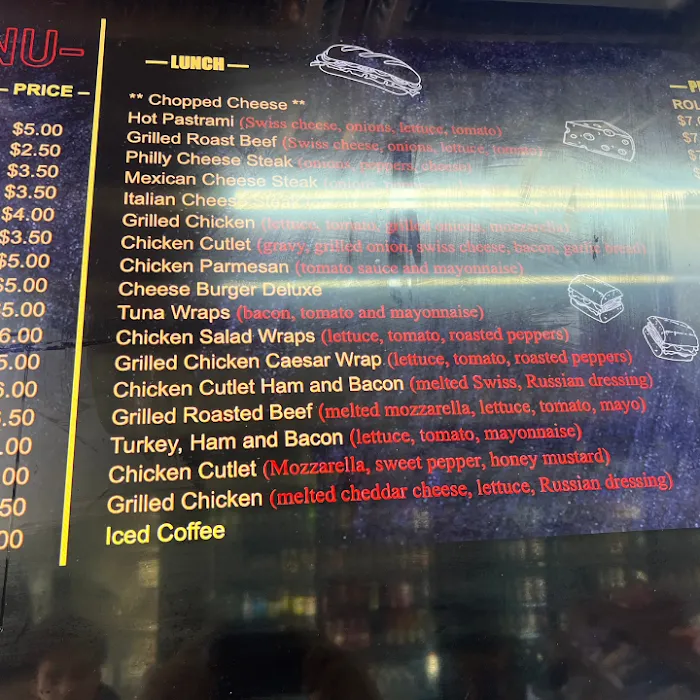 NU-
- PRICE -
$5.00
$2.50
$3.50
$3.50
$4.00
$3.50
$5.00
$5.00
5.00
6.00
5.00
6.00
.50
.00
00
50
00
— LUNCH —
** Chopped Cheese **
Hot Pastrami (Swiss cheese, onions, lettuce, tomato)
Grilled Roast Beef (Swiss cheese, onions, lettuce, tomato)
Philly Cheese Steak (onions, peppers,
Mexican Cheese Steak
Italian Cheese Steak
Grilled Chicken (lettuce, tomato, grilled onion, mozzarella)
Chicken Cutlet (gravy, grilled onion, swiss cheese, bacon, garlic bread)
Chicken Parmesan (tomato sauce and mayonnaise)
Cheese Burger Deluxe
Tuna Wraps (bacon, tomato and mayonnaise)
Chicken Salad Wraps (lettuce, tomato, roasted peppers)
Grilled Chicken Caesar Wrap (lettuce, tomato, roasted peppers)
Chicken Cutlet Ham and Bacon (melted Swiss, Russian dressing)
Grilled Roasted Beef (melted mozzarella, lettuce, tomato, mayo)
Turkey, Ham and Bacon (lettuce, tomato, mayonnaise)
Chicken Cutlet (Mozzarella, sweet pepper, honey mustard)
Grilled Chicken (melted cheddar cheese, lettuce, Russian dressing)
Iced Coffee
— P
RO
$7.
$7